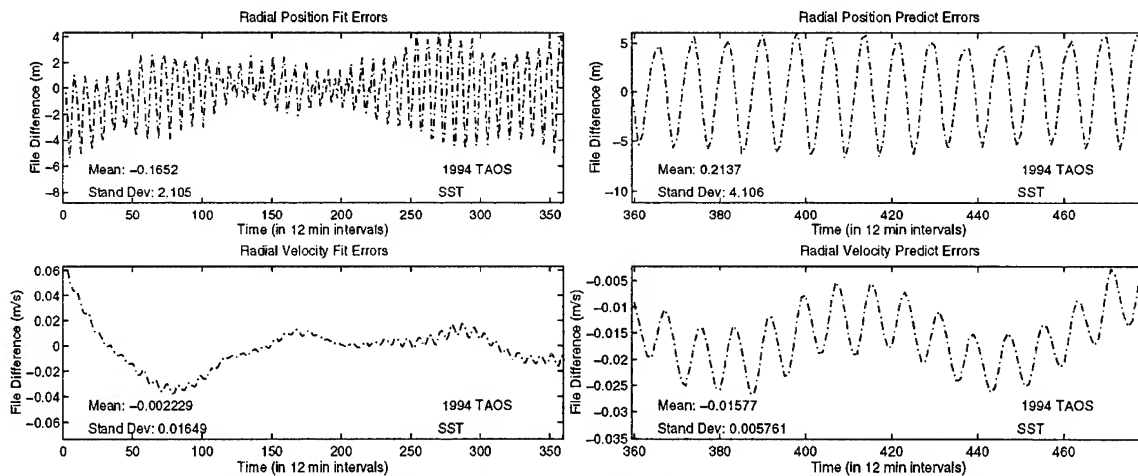 Radial Position Fit Errors
4
2
0
−2
−4
−6
−8
File Difference (m)
Mean: −0.1652
1994 TAOS
Stand Dev: 2.105
SST
0 50 100 150 200 250 300 350
Time (in 12 min intervals)
Radial Position Predict Errors
5
0
−5
−10
File Difference (m)
Mean: 0.2137
1994 TAOS
Stand Dev: 4.106
SST
360 380 400 420 440 460
Time (in 12 min intervals)
Radial Velocity Fit Errors
0.06
0.04
0.02
0
−0.02
−0.04
−0.06
File Difference (m/s)
Mean: −0.002229
1994 TAOS
Stand Dev: 0.01649
SST
0 50 100 150 200 250 300 350
Time (in 12 min intervals)
Radial Velocity Predict Errors
−0.005
−0.01
−0.015
−0.02
−0.025
−0.03
−0.035
File Difference (m/s)
Mean: −0.01577
1994 TAOS
Stand Dev: 0.005761
SST
360 380 400 420 440 460
Time (in 12 min intervals)